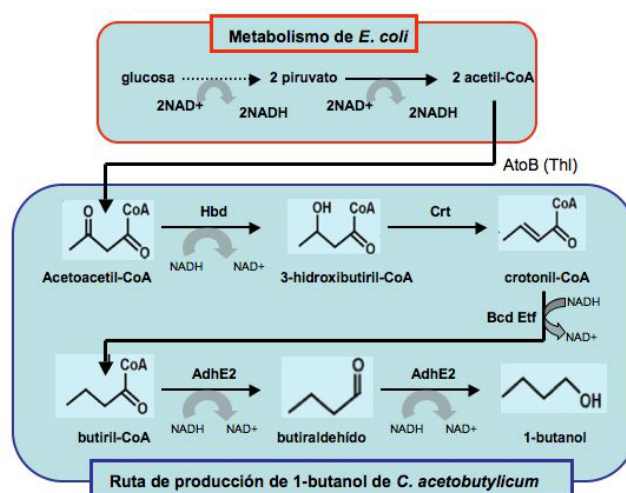 Metabolismo de E. coli
glucosa 2 piruvato 2 acetil-CoA
2NAD+ 2NADH 2NAD+ 2NADH
AtoB (Thl)
O CoA Hbd OH CoA Crt CoA
O O O
NADH NAD+
Acetoacetil-CoA 3-hidroxibutiril-CoA crotonil-CoA
NADH
Bcd Etf
NAD+
CoA AdhE2 O AdhE2
O OH
NADH NAD+ NADH NAD+
butiril-CoA butiraldehído 1-butanol
Ruta de producción de 1-butanol de C. acetobutylicum